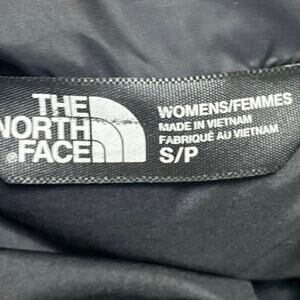 THE
NORTH
FACE
WOMENS/FEMMES
MADE IN VIETNAM
FABRIQUÉ AU VIETNAM
S/P